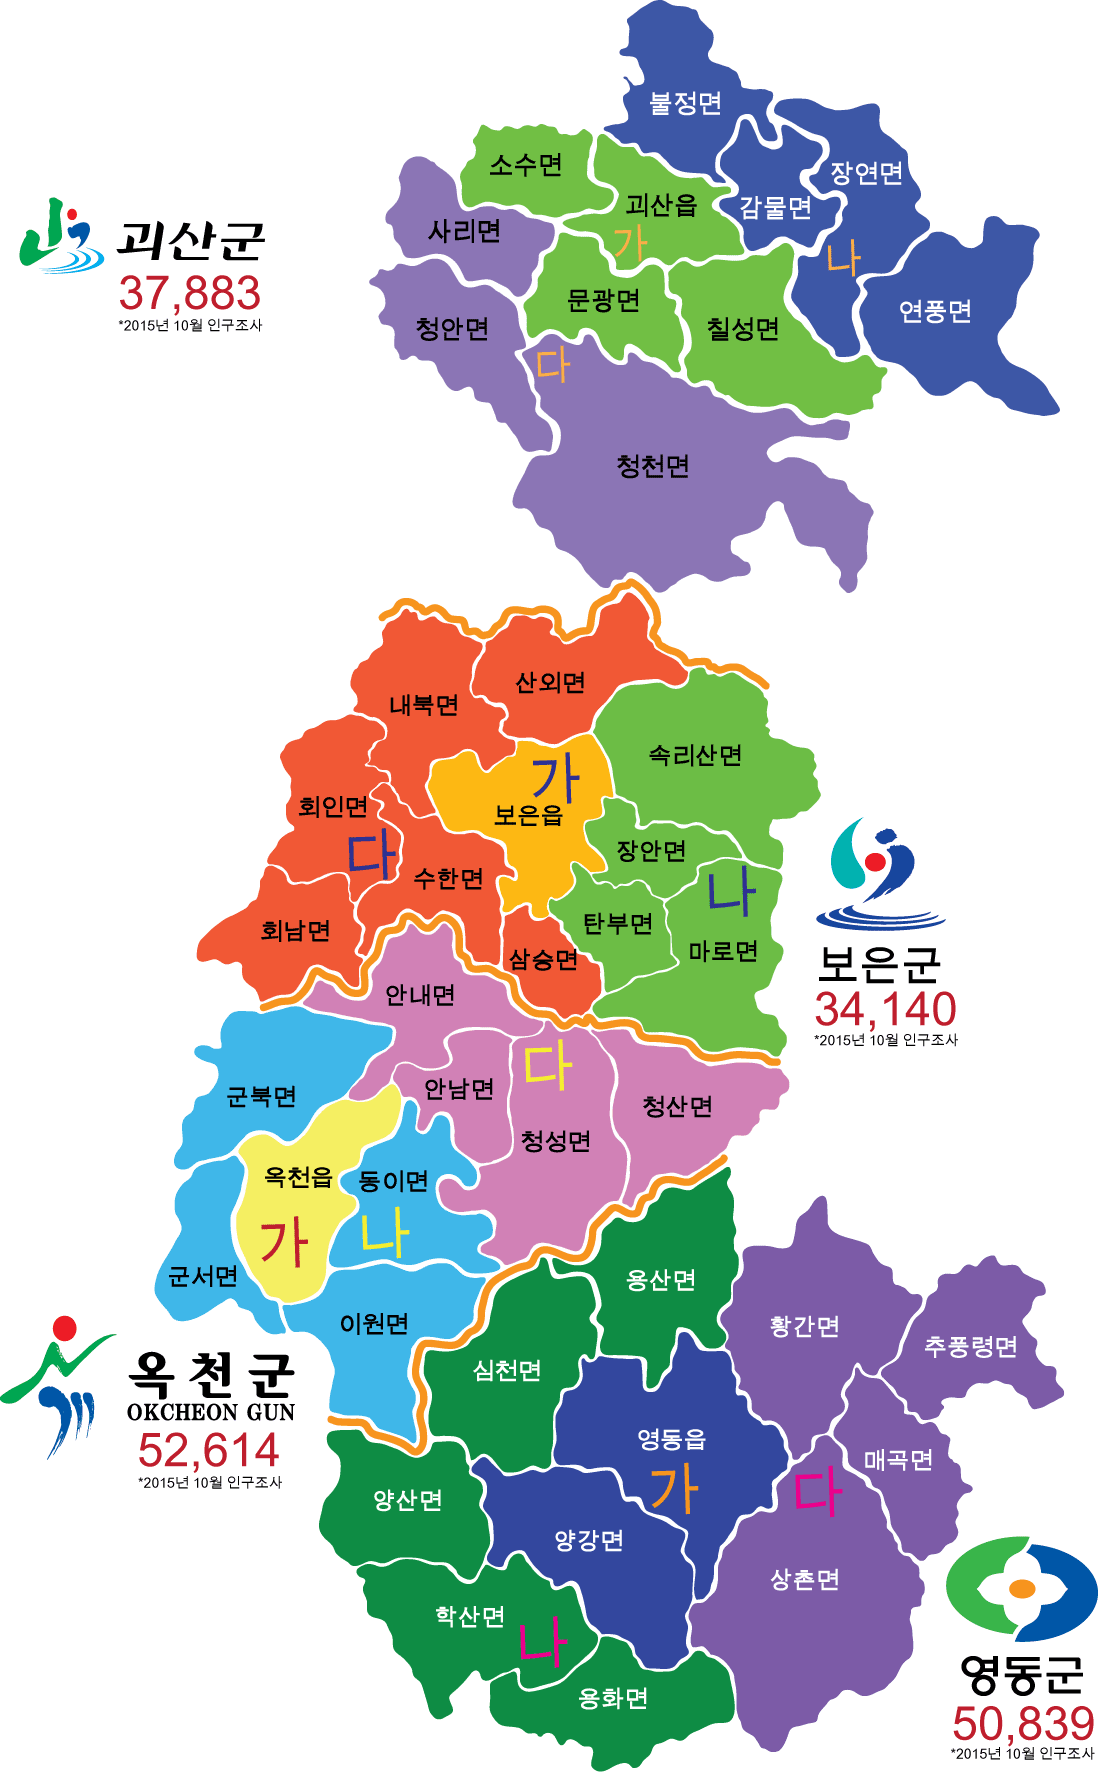 불정면
소수면
장연면
괴산읍
감물면
사리면
가
나
괴산군
37,883
*2015년 10월 인구조사
문광면
연풍면
청안면
칠성면
다
청천면
산외면
내북면
속리산면
가
회인면
보은읍
다
장안면
수한면
나
회남면
탄부면
마로면
삼승면
보은군
34,140
*2015년 10월 인구조사
안내면
다
안남면
군북면
청산면
청성면
옥천읍
동이면
가
나
군서면
이원면
옥천군
OKCHEON GUN
52,614
*2015년 10월 인구조사
용산면
황간면
추풍령면
심천면
영동읍
매곡면
가
다
양산면
양강면
상촌면
학산면
나
용화면
영동군
50,839
*2015년 10월 인구조사